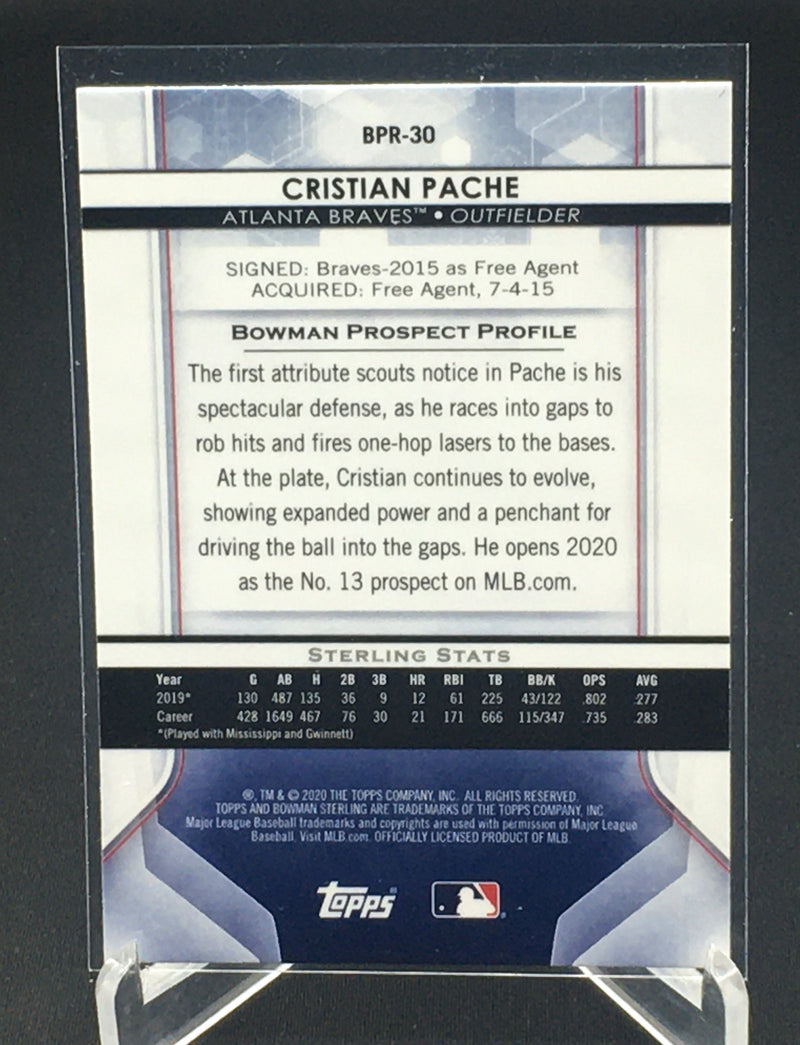 BPR-30
CRISTIAN PACHE
ATLANTA BRAVES™ • OUTFIELDER
SIGNED: Braves-2015 as Free Agent
ACQUIRED: Free Agent, 7-4-15
BOWMAN PROSPECT PROFILE
The first attribute scouts notice in Pache is his
spectacular defense, as he races into gaps to
rob hits and fires one-hop lasers to the bases.
At the plate, Cristian continues to evolve,
showing expanded power and a penchant for
driving the ball into the gaps. He opens 2020
as the No. 13 prospect on MLB.com.
STERLING STATS
Year G AB H 2B 3B HR RBI TB BB/K OPS AVG
2019* 130 487 135 36 9 12 61 225 43/122 .802 .277
Career 428 1649 467 76 30 21 171 666 115/347 .735 .283
*(Played with Mississippi and Gwinnett)
®, TM & © 2020 THE TOPPS COMPANY, INC. ALL RIGHTS RESERVED.
TOPPS AND BOWMAN STERLING ARE TRADEMARKS OF THE TOPPS COMPANY, INC.
Major League Baseball trademarks and copyrights are used with permission of Major League
Baseball. Visit MLB.com. OFFICIALLY LICENSED PRODUCT OF MLB.
Topps®